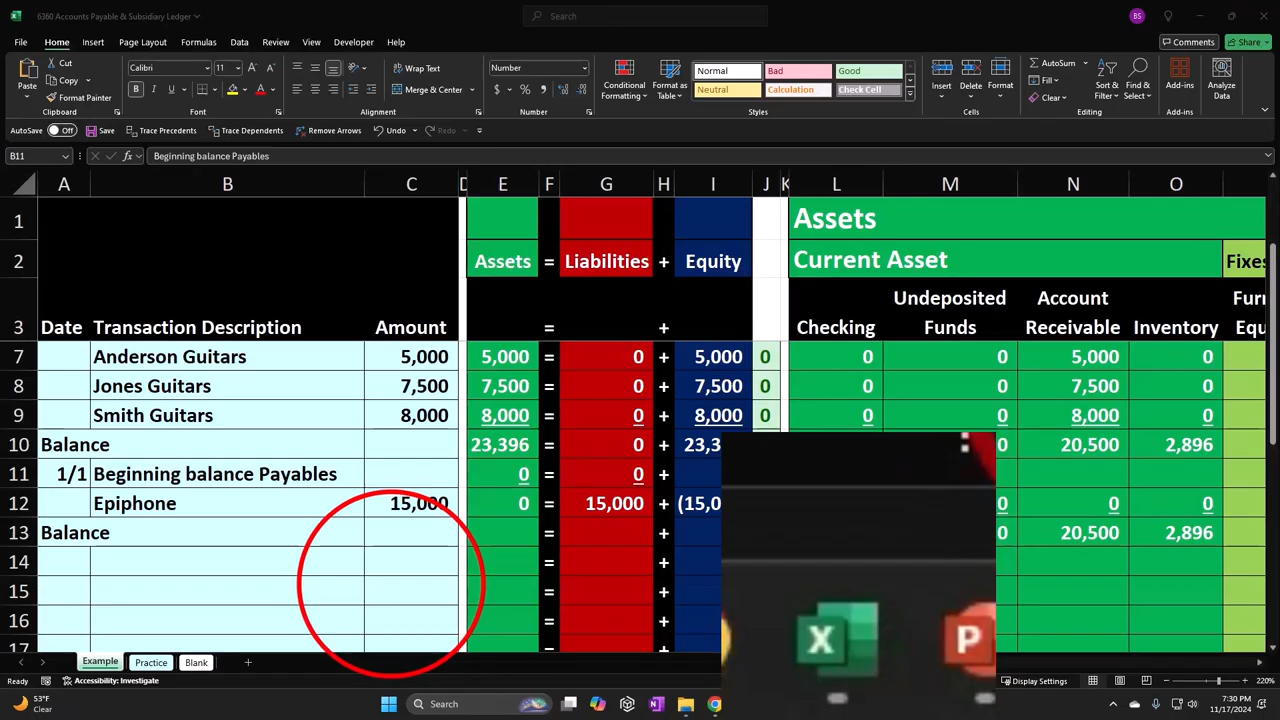 6360 Accounts Payable & Subsidiary Ledger
Search
BS
File Home Insert Page Layout Formulas Data Review View Developer Help
Comments Share
Paste
Cut
Copy
Format Painter
Clipboard
Calibri 11
B I U
Font
Wrap Text
Merge & Center
Alignment
Number
Number
Conditional Formatting
Format as Table
Normal Bad Good
Neutral Calculation Check Cell
Styles
Insert Delete Format
Cells
AutoSum
Fill
Clear
Sort & Filter
Find & Select
Editing
Add-ins
Add-ins
Analyze Data
AutoSave Off Save Trace Precedents Trace Dependents Remove Arrows Undo Redo
B11 fx Beginning balance Payables
A B C D E F G H I J K L M N O
1 Assets
2 Assets = Liabilities + Equity Current Asset Fixes
Undeposited Account Furn
3 Date Transaction Description Amount = + Checking Funds Receivable Inventory Equ
7 Anderson Guitars 5,000 5,000 = 0 + 5,000 0 0 0 5,000 0
8 Jones Guitars 7,500 7,500 = 0 + 7,500 0 0 0 7,500 0
9 Smith Guitars 8,000 8,000 = 0 + 8,000 0 0 0 8,000 0
10 Balance 23,396 = 0 + 23,3 0 20,500 2,896
11 1/1 Beginning balance Payables 0 = 0 +
12 Epiphone 15,000 0 = 15,000 + (15,0 0 0 0
13 Balance = + 0 20,500 2,896
14 = +
15 = +
16 = +
17 = +
X P
Example Practice Blank
Ready Accessibility: Investigate Display Settings 220%
53°F
Clear
Search
7:30 PM
11/17/2024